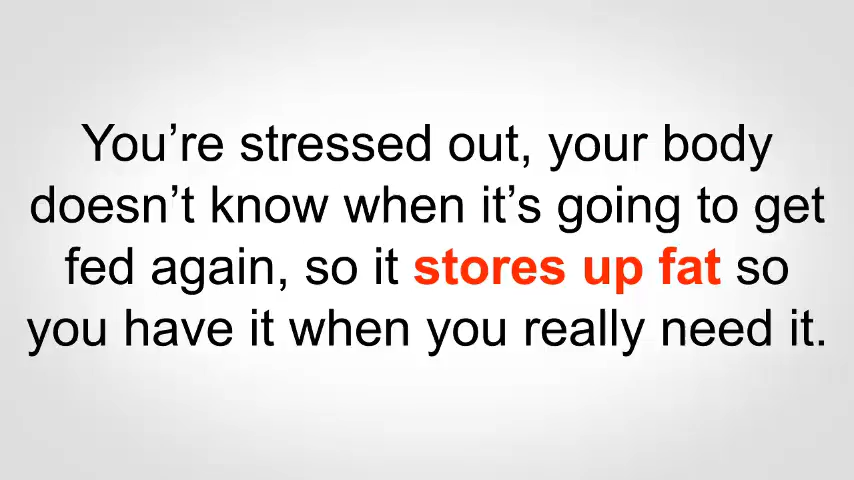 You’re stressed out, your body
doesn’t know when it’s going to get
fed again, so it stores up fat so
you have it when you really need it.